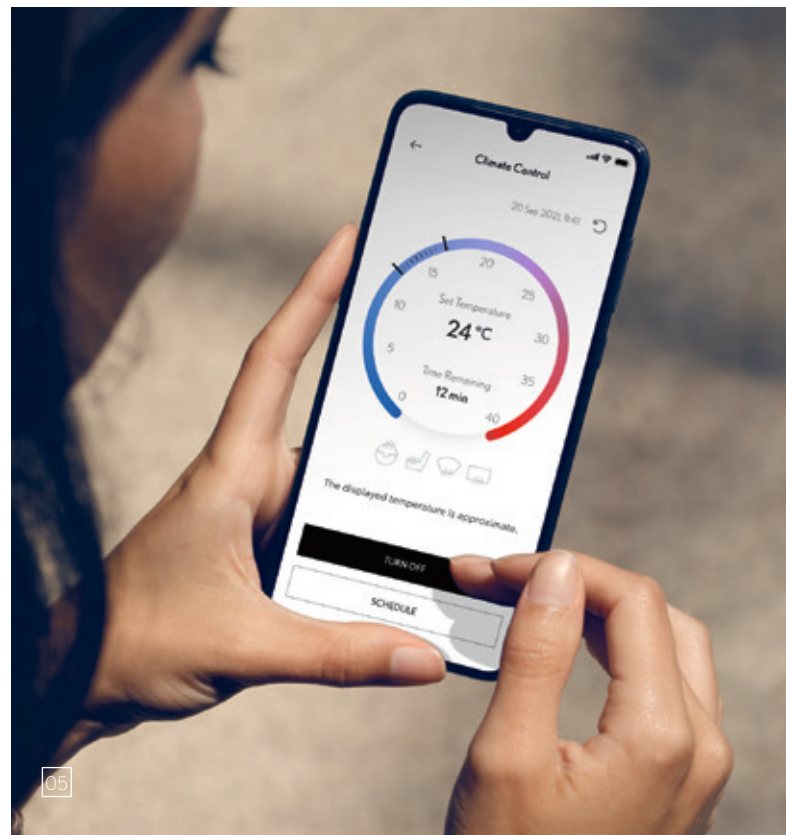 Climate Control
20 Sep 2021, 9:41
20
15
25
Set Temperature
10
24 °C
30
5
Time Remaining
35
12 min
0
40
The displayed temperature is approximate.
TURN OFF
SCHEDULE
05